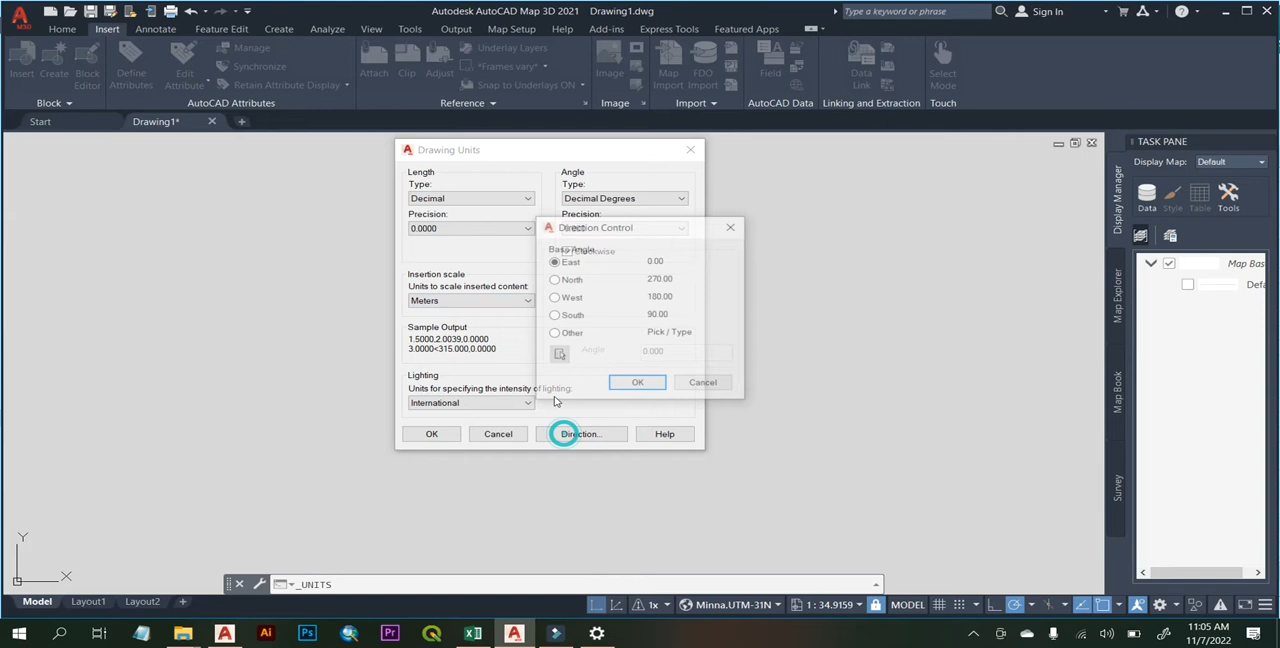 Autodesk AutoCAD Map 3D 2021 Drawing1.dwg
Type a keyword or phrase
Sign In
Home Insert Annotate Feature Edit Create Analyze View Tools Output Map Setup Help Add-ins Express Tools Featured Apps
Insert
Create
Block
Editor
Block
Define
Attributes
Edit
Attribute
Manage
Synchronize
Retain Attribute Display
AutoCAD Attributes
Attach
Clip
Adjust
Underlay Layers
*Frames vary*
Snap to Underlays ON
Reference
Image
Image
Map
Import
FDO
Import
Import
Field
AutoCAD Data
Data
Link
Linking and Extraction
Select
Mode
Touch
Start
Drawing1*
Drawing Units
Length
Type:
Decimal
Precision:
0.0000
Angle
Type:
Decimal Degrees
Precision:
Clockwise
Insertion scale
Units to scale inserted content:
Meters
Sample Output
1.5000,2.0039,0.0000
3.0000<315.000,0.0000
Lighting
Units for specifying the intensity of lighting:
International
OK
Cancel
Direction...
Help
Direction Control
Base Angle
East 0.00
North 270.00
West 180.00
South 90.00
Other Pick / Type
Angle 0.000
OK
Cancel
TASK PANE
Display Map: Default
Data
Style
Table
Tools
Display Manager
Map Explorer
Map Book
Survey
Map Bas
Defa
Y
X
_UNITS
Model
Layout1
Layout2
1x
Minna.UTM-31N
1 : 34.9159
MODEL
11:05 AM
11/7/2022